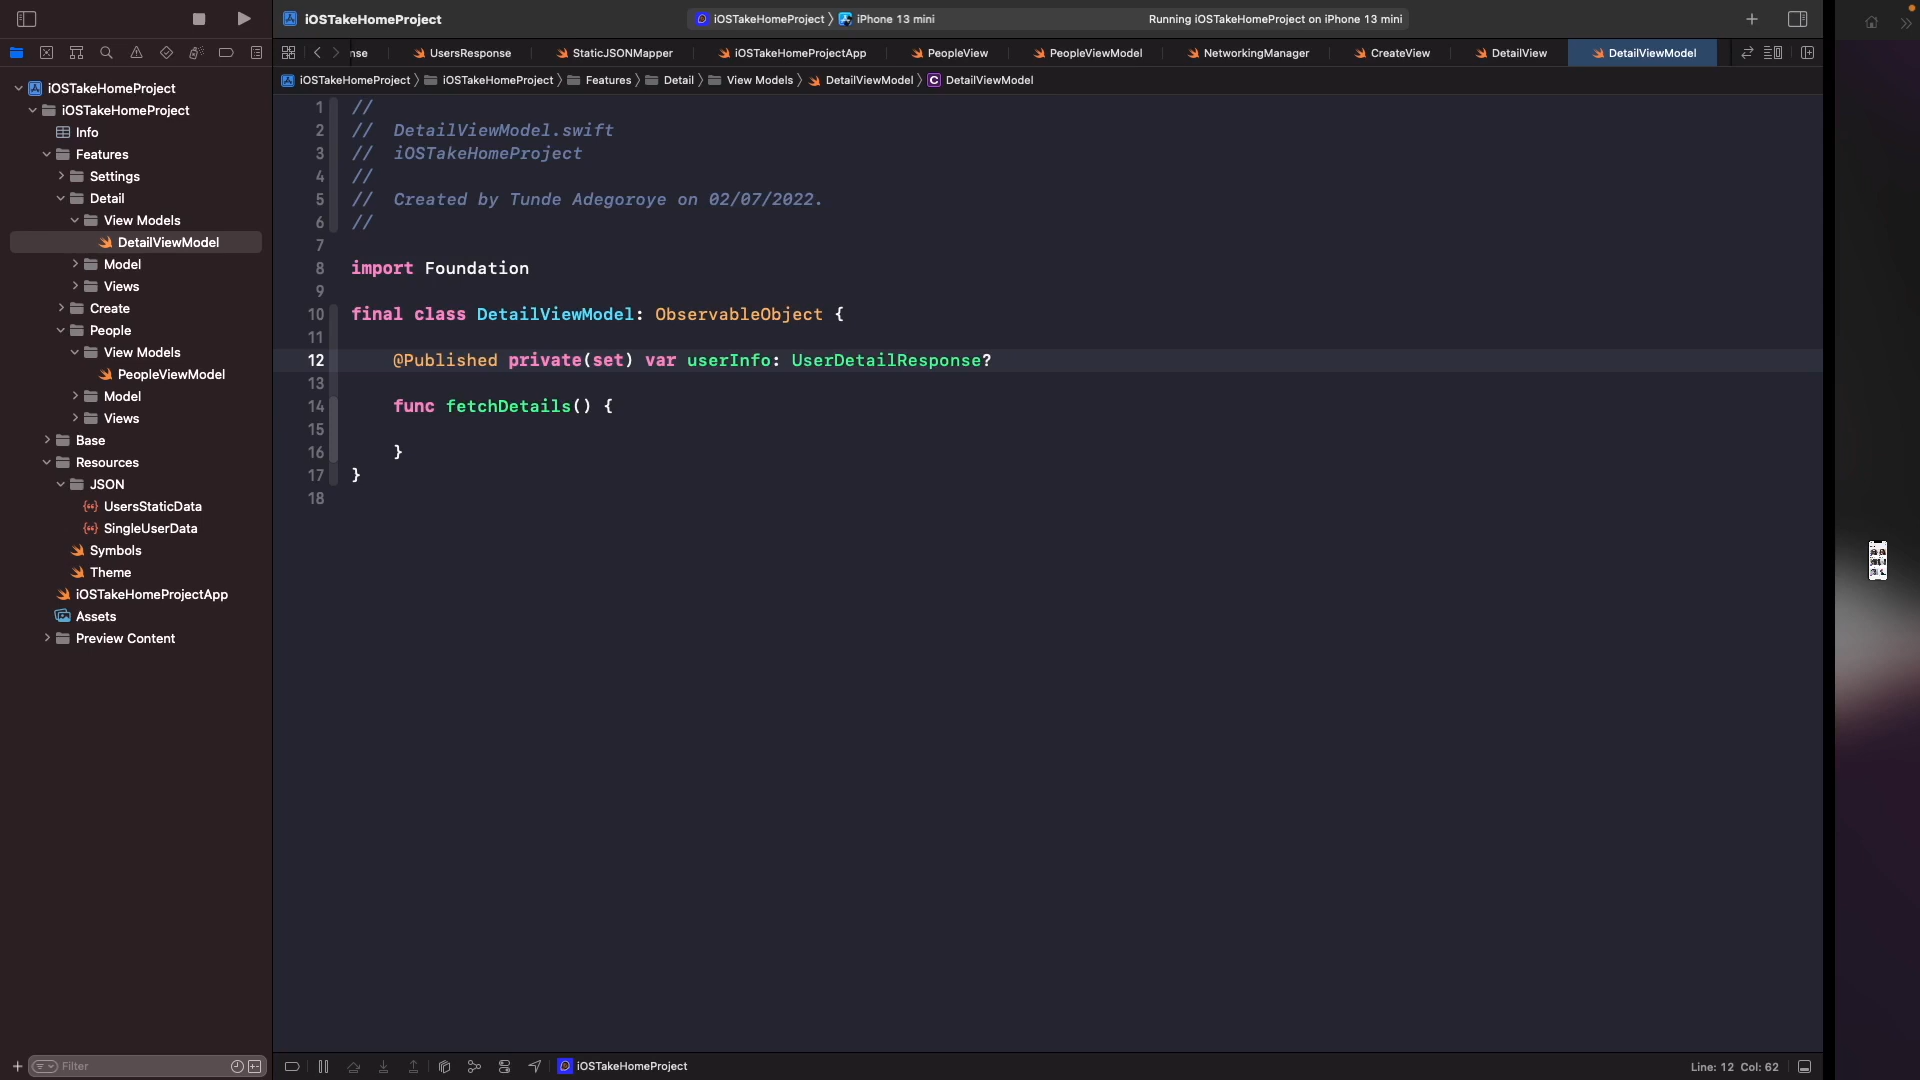 iOSTakeHomeProject
iOSTakeHomeProject
iPhone 13 mini
Running iOSTakeHomeProject on iPhone 13 mini
nse
UsersResponse
StaticJSONMapper
iOSTakeHomeProjectApp
PeopleView
PeopleViewModel
NetworkingManager
CreateView
DetailView
DetailViewModel
iOSTakeHomeProject
iOSTakeHomeProject
Features
Detail
View Models
DetailViewModel
C DetailViewModel
iOSTakeHomeProject
iOSTakeHomeProject
Info
Features
Settings
Detail
View Models
DetailViewModel
Model
Views
Create
People
View Models
PeopleViewModel
Model
Views
Base
Resources
JSON
UsersStaticData
SingleUserData
Symbols
Theme
iOSTakeHomeProjectApp
Assets
Preview Content
Filter
1 //
2 //  DetailViewModel.swift
3 //  iOSTakeHomeProject
4 //
5 //  Created by Tunde Adegoroye on 02/07/2022.
6 //
7
8 import Foundation
9
10 final class DetailViewModel: ObservableObject {
11
12     @Published private(set) var userInfo: UserDetailResponse?
13
14     func fetchDetails() {
15
16     }
17 }
18
iOSTakeHomeProject
Line: 12 Col: 62